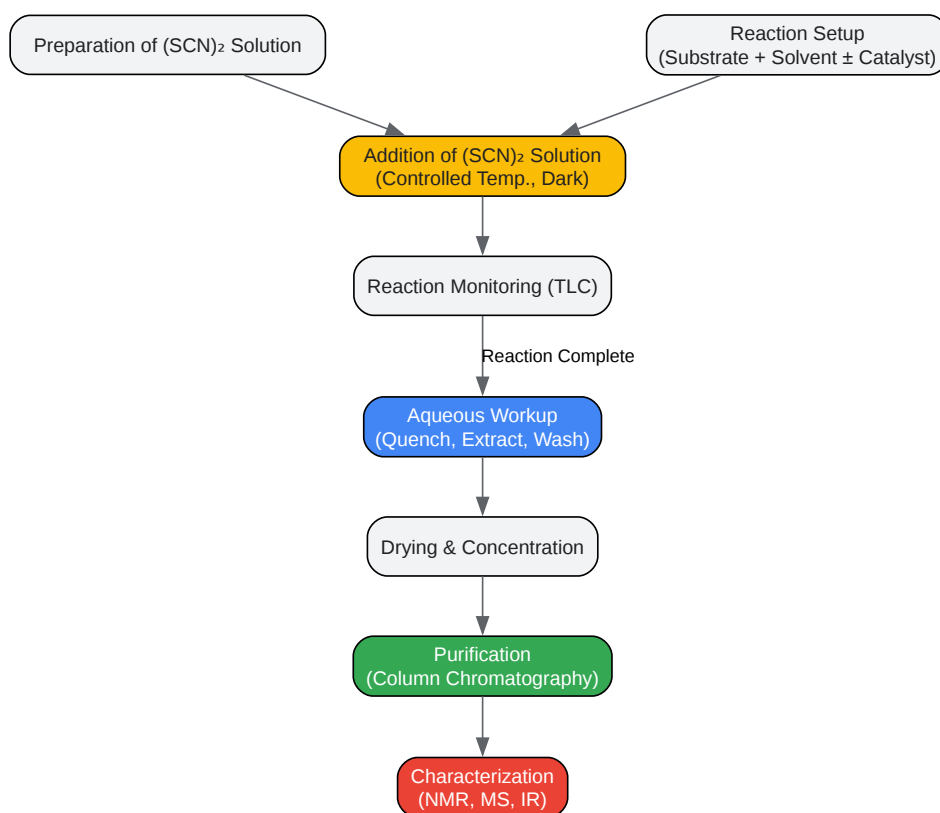 Preparation of (SCN)₂ Solution
Reaction Setup
(Substrate + Solvent ± Catalyst)
Addition of (SCN)₂ Solution
(Controlled Temp., Dark)
Reaction Monitoring (TLC)
Reaction Complete
Aqueous Workup
(Quench, Extract, Wash)
Drying & Concentration
Purification
(Column Chromatography)
Characterization
(NMR, MS, IR)